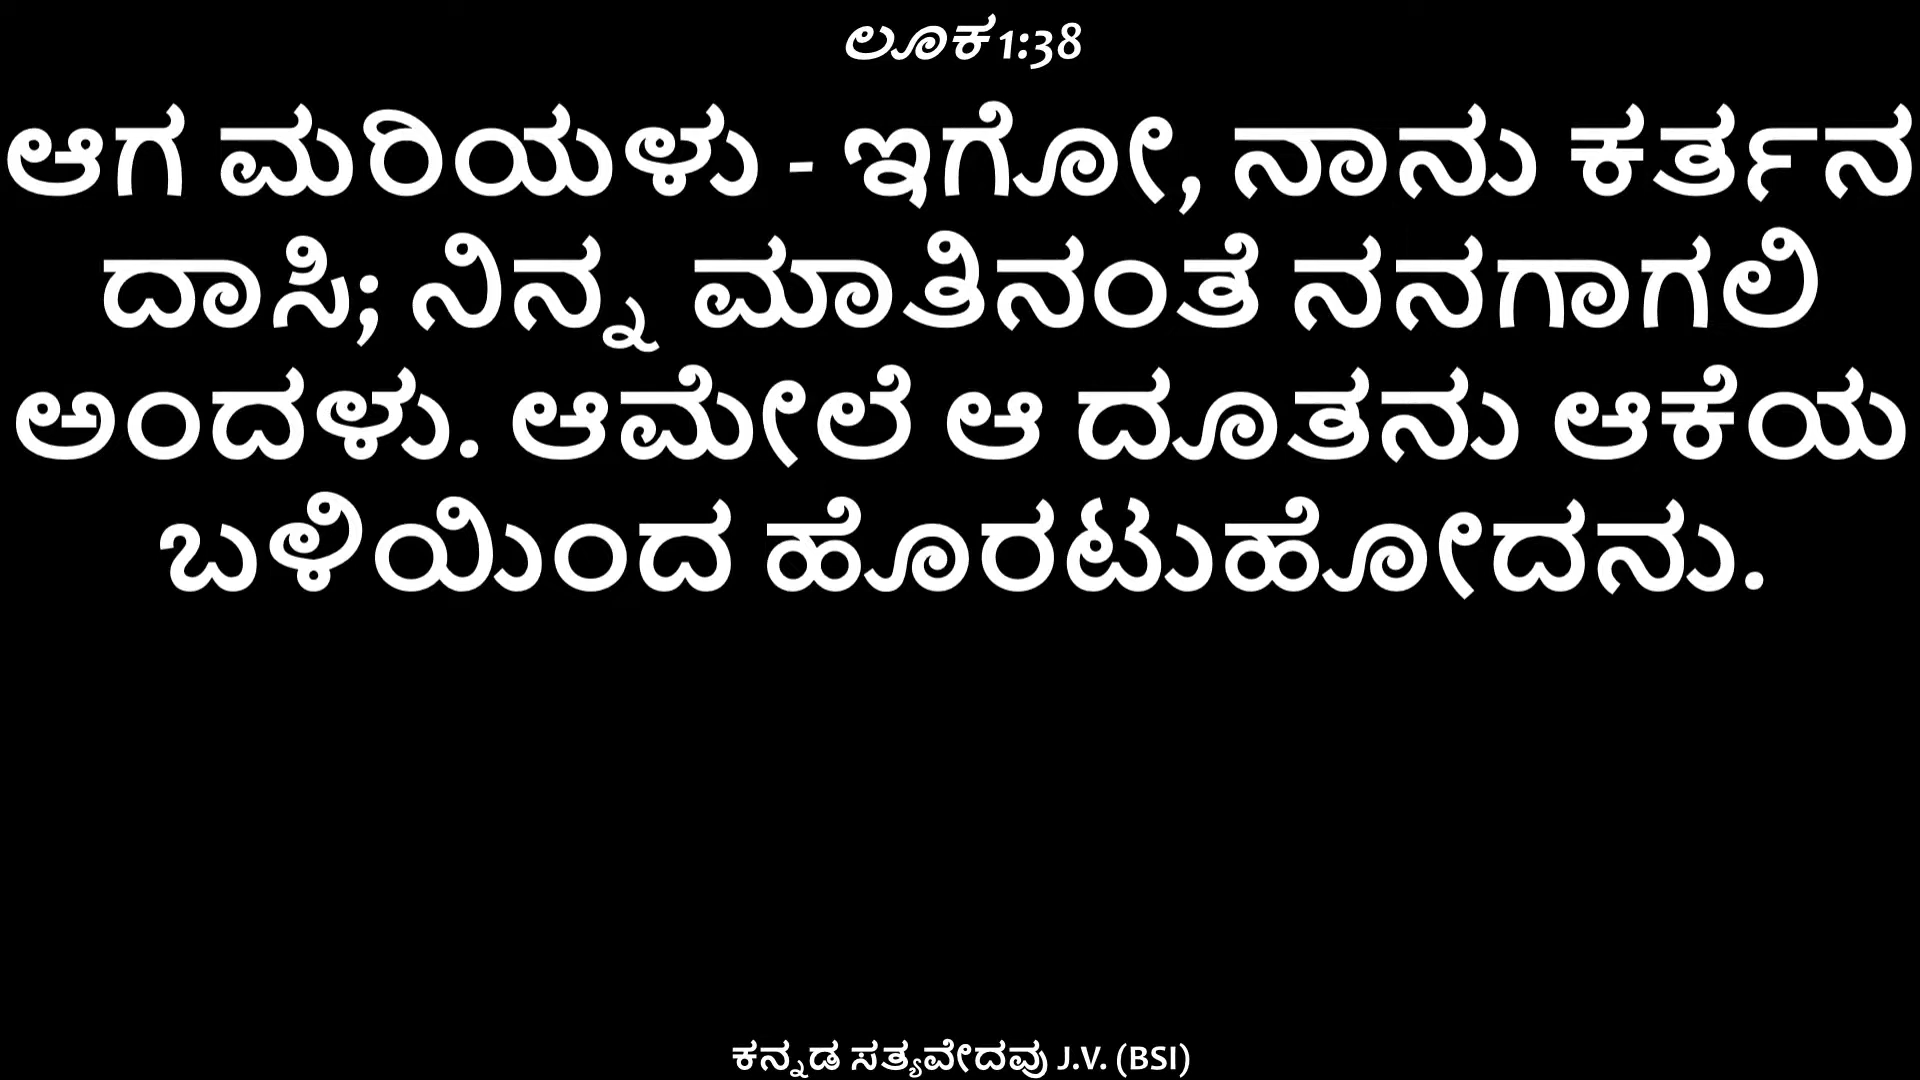 ಲೂಕ 1:38
ಆಗ ಮರಿಯಳು - ಇಗೋ, ನಾನು ಕರ್ತನ
ದಾಸಿ; ನಿನ್ನ ಮಾತಿನಂತೆ ನನಗಾಗಲಿ
ಅಂದಳು. ಆಮೇಲೆ ಆ ದೂತನು ಆಕೆಯ
ಬಳಿಯಿಂದ ಹೊರಟುಹೋದನು.
ಕನ್ನಡ ಸತ್ಯವೇದವು J.V. (BSI)